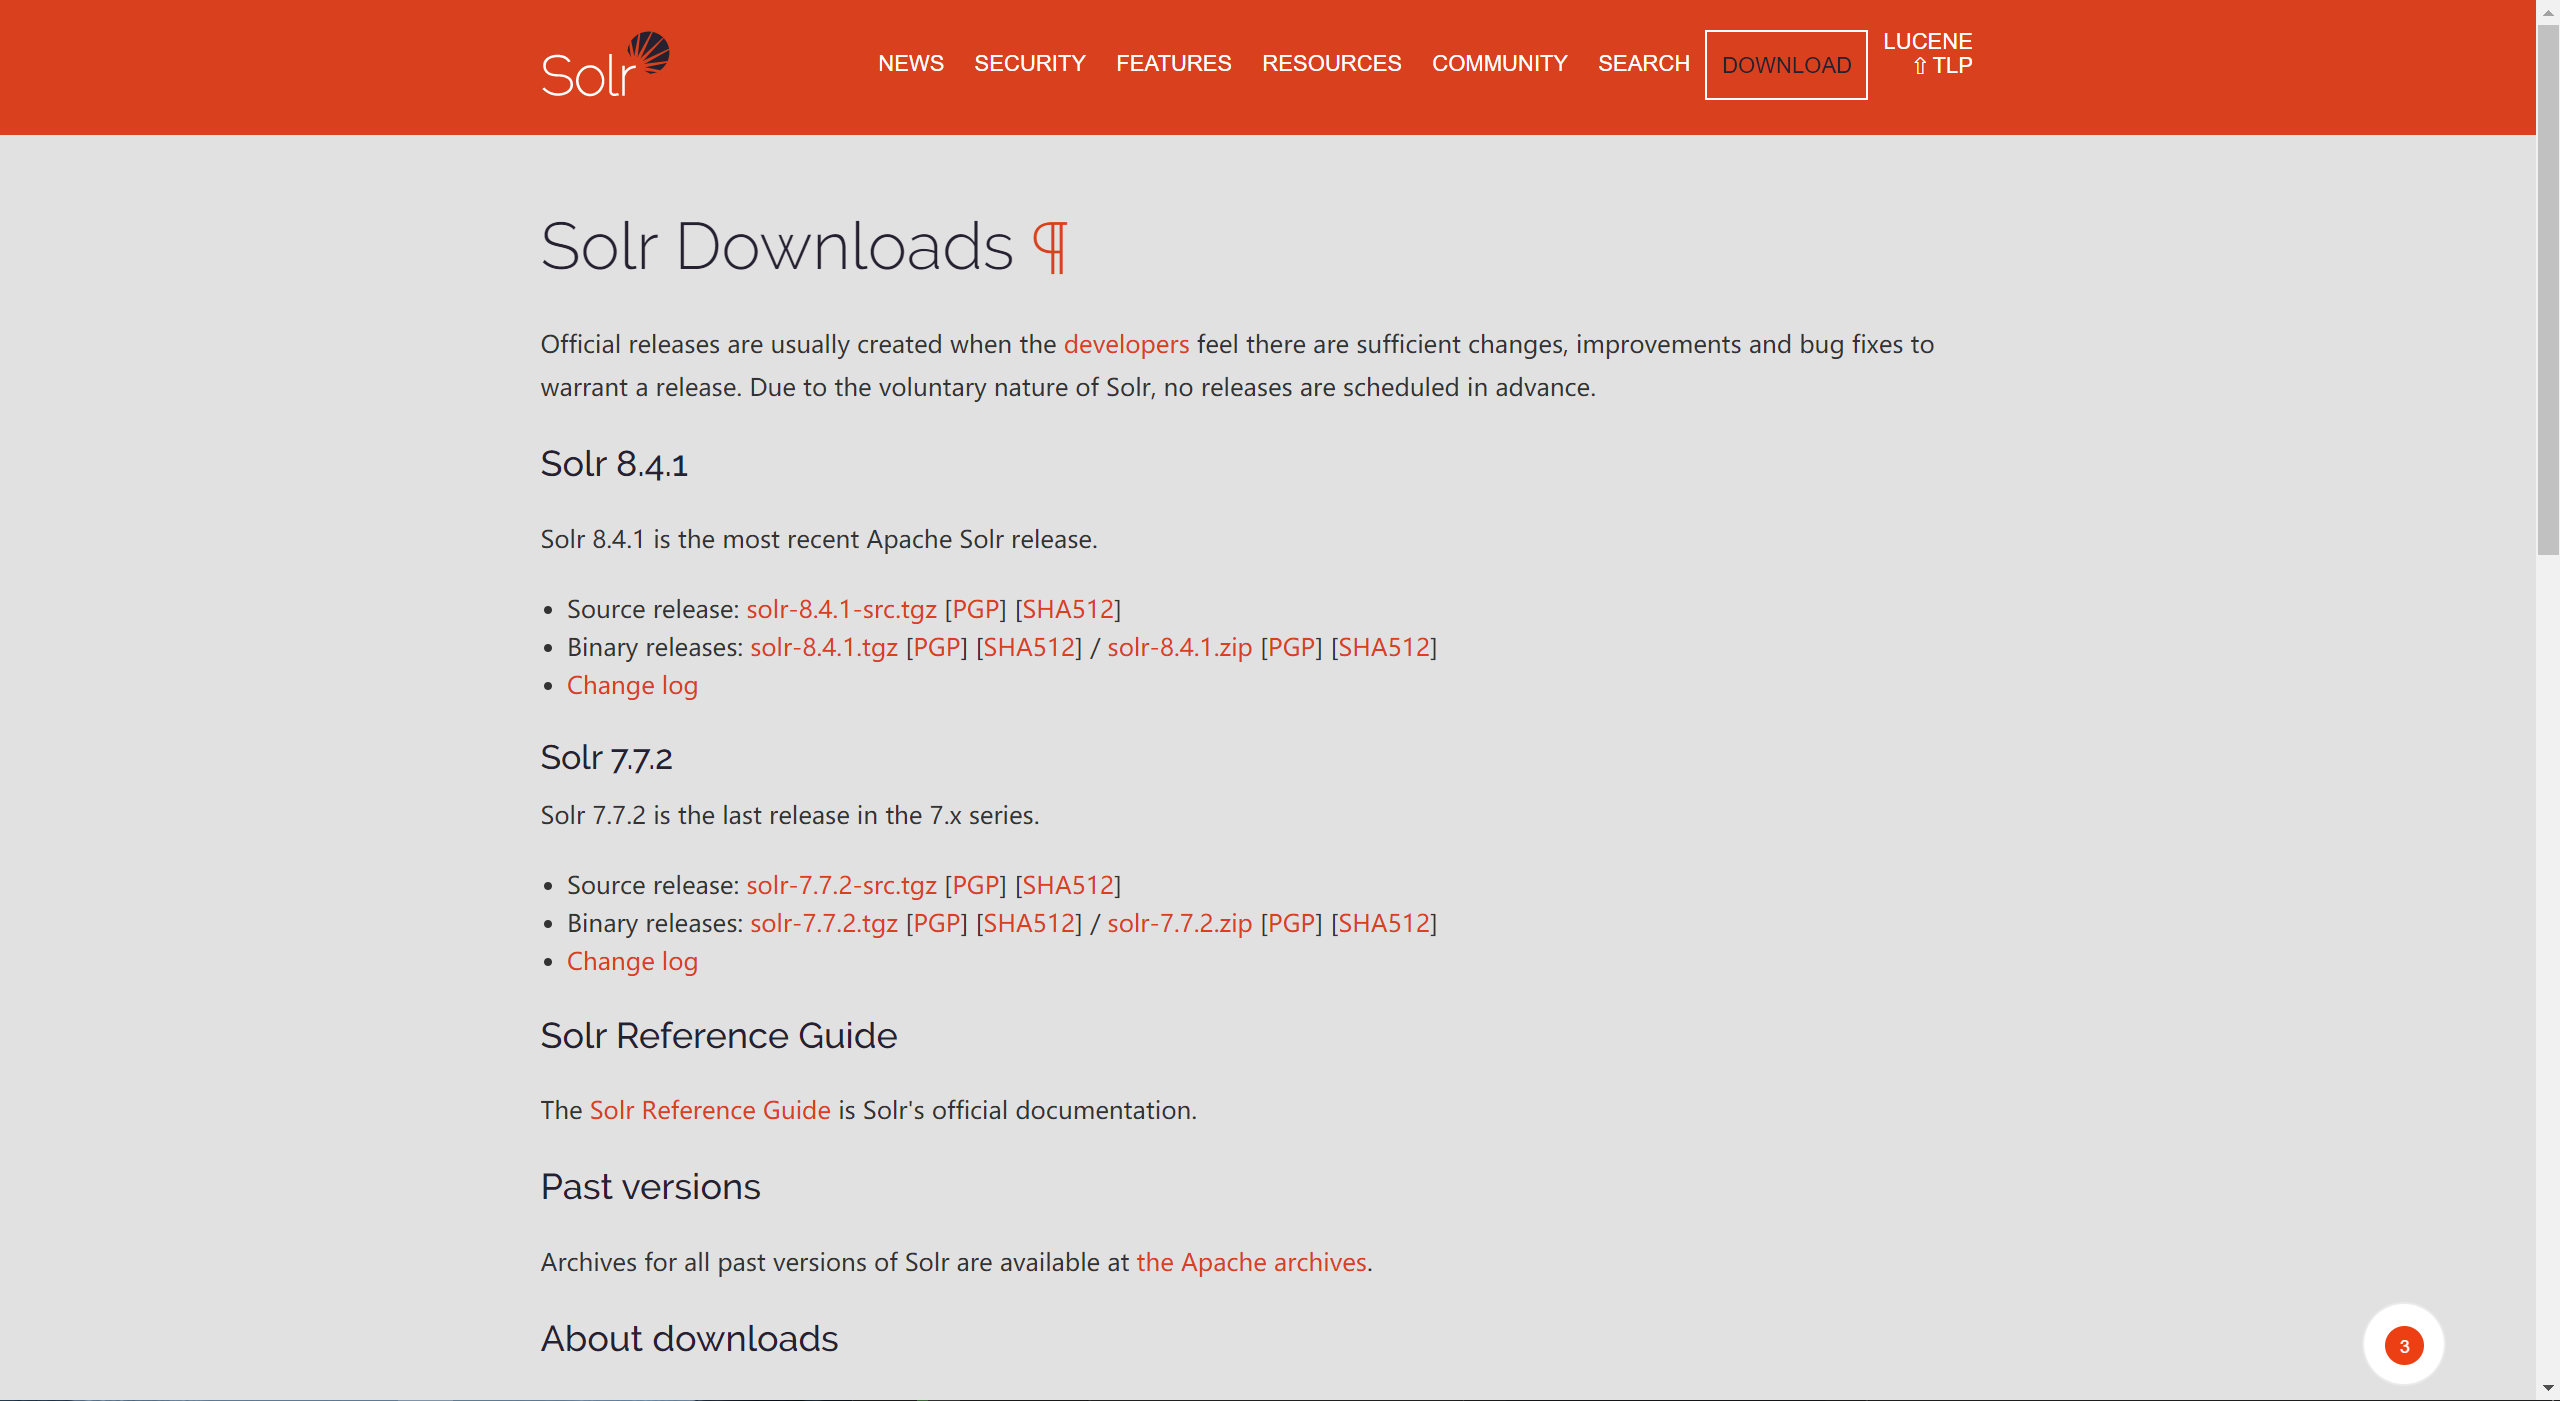 Solr
NEWS SECURITY FEATURES RESOURCES COMMUNITY SEARCH DOWNLOAD LUCENE
⇧ TLP
Solr Downloads ¶
Official releases are usually created when the developers feel there are sufficient changes, improvements and bug fixes to
warrant a release. Due to the voluntary nature of Solr, no releases are scheduled in advance.
Solr 8.4.1
Solr 8.4.1 is the most recent Apache Solr release.
• Source release: solr-8.4.1-src.tgz [PGP] [SHA512]
• Binary releases: solr-8.4.1.tgz [PGP] [SHA512] / solr-8.4.1.zip [PGP] [SHA512]
• Change log
Solr 7.7.2
Solr 7.7.2 is the last release in the 7.x series.
• Source release: solr-7.7.2-src.tgz [PGP] [SHA512]
• Binary releases: solr-7.7.2.tgz [PGP] [SHA512] / solr-7.7.2.zip [PGP] [SHA512]
• Change log
Solr Reference Guide
The Solr Reference Guide is Solr's official documentation.
Past versions
Archives for all past versions of Solr are available at the Apache archives.
About downloads
3